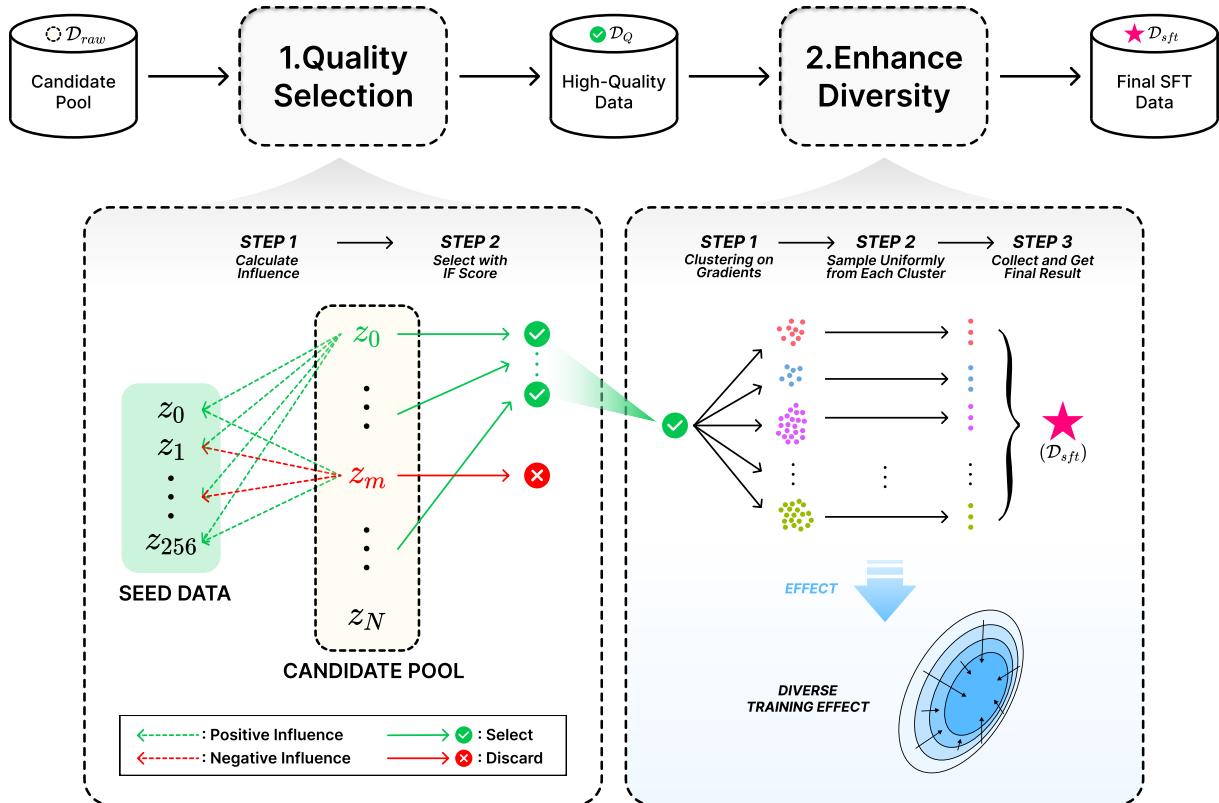 𝒟_raw
Candidate
Pool
1.Quality
Selection
𝒟_Q
High-Quality
Data
2.Enhance
Diversity
𝒟_sft
Final SFT
Data
STEP 1
Calculate
Influence
STEP 2
Select with
IF Score
z_0
z_m
z_N
CANDIDATE POOL
z_0
z_1
z_256
SEED DATA
: Positive Influence
: Select
: Negative Influence
: Discard
STEP 1
Clustering on
Gradients
STEP 2
Sample Uniformly
from Each Cluster
STEP 3
Collect and Get
Final Result
(𝒟_sft)
EFFECT
DIVERSE
TRAINING EFFECT